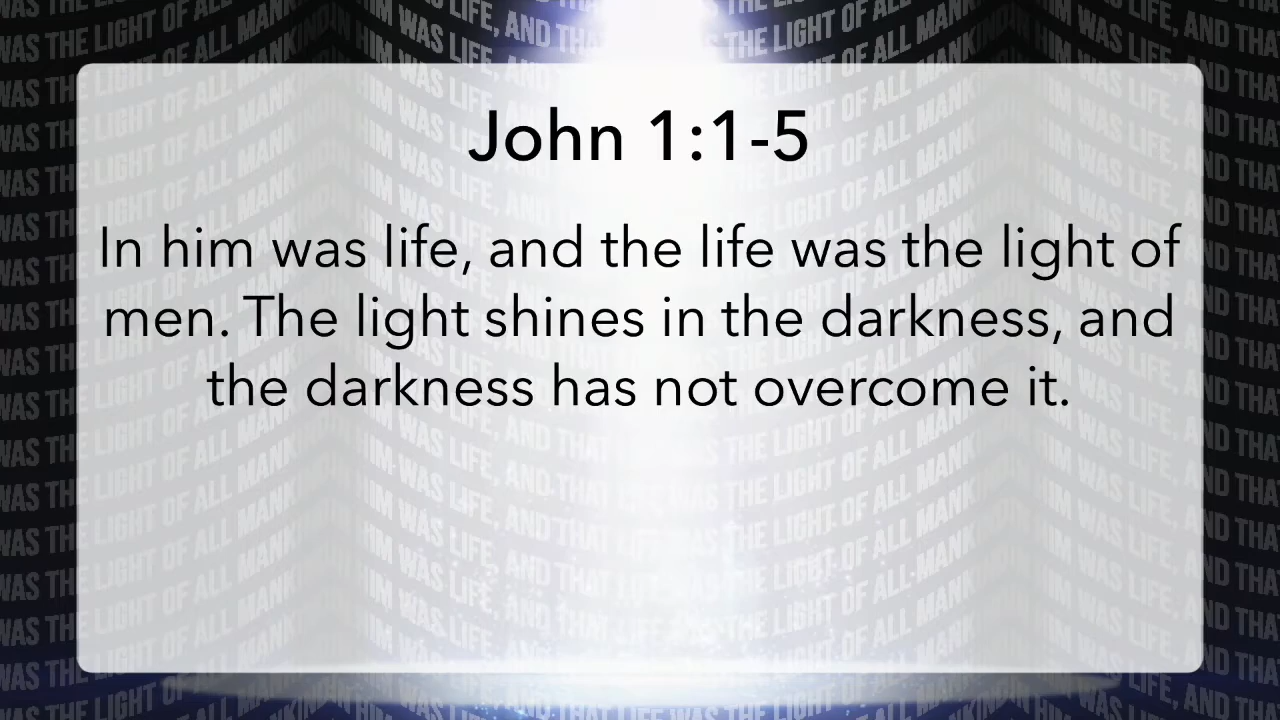 John 1:1-5
In him was life, and the life was the light of
men. The light shines in the darkness, and
the darkness has not overcome it.